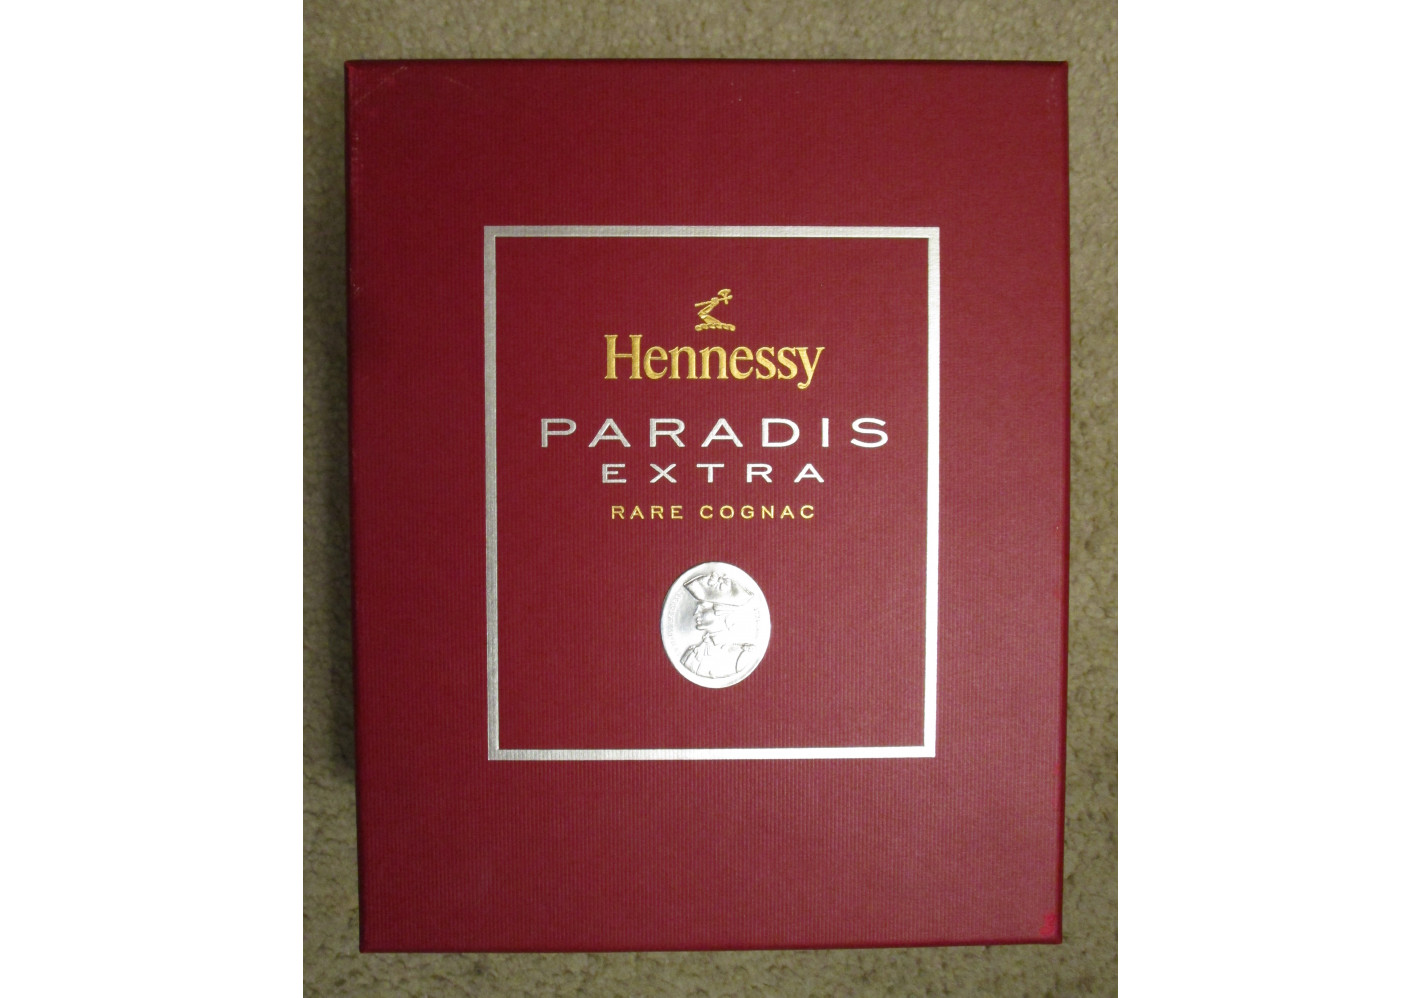 Hennessy
PARADIS
EXTRA
RARE COGNAC